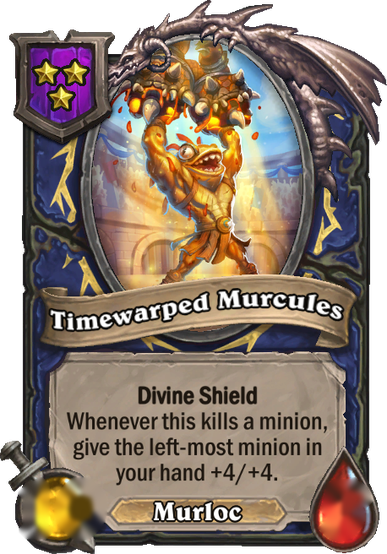 Timewarped Murcules
Divine Shield
Whenever this kills a minion,
give the left-most minion in
your hand +4/+4.
Murloc